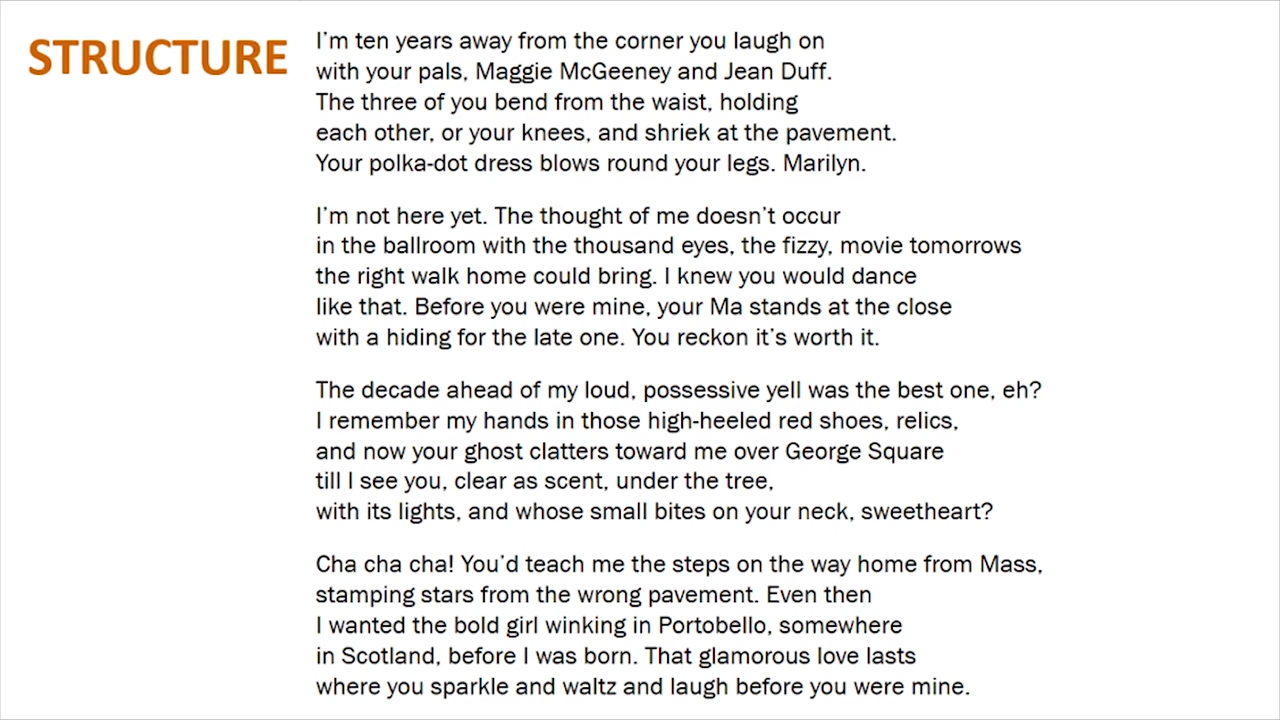 STRUCTURE
I’m ten years away from the corner you laugh on
with your pals, Maggie McGeeney and Jean Duff.
The three of you bend from the waist, holding
each other, or your knees, and shriek at the pavement.
Your polka-dot dress blows round your legs. Marilyn.
I’m not here yet. The thought of me doesn’t occur
in the ballroom with the thousand eyes, the fizzy, movie tomorrows
the right walk home could bring. I knew you would dance
like that. Before you were mine, your Ma stands at the close
with a hiding for the late one. You reckon it’s worth it.
The decade ahead of my loud, possessive yell was the best one, eh?
I remember my hands in those high-heeled red shoes, relics,
and now your ghost clatters toward me over George Square
till I see you, clear as scent, under the tree,
with its lights, and whose small bites on your neck, sweetheart?
Cha cha cha! You’d teach me the steps on the way home from Mass,
stamping stars from the wrong pavement. Even then
I wanted the bold girl winking in Portobello, somewhere
in Scotland, before I was born. That glamorous love lasts
where you sparkle and waltz and laugh before you were mine.